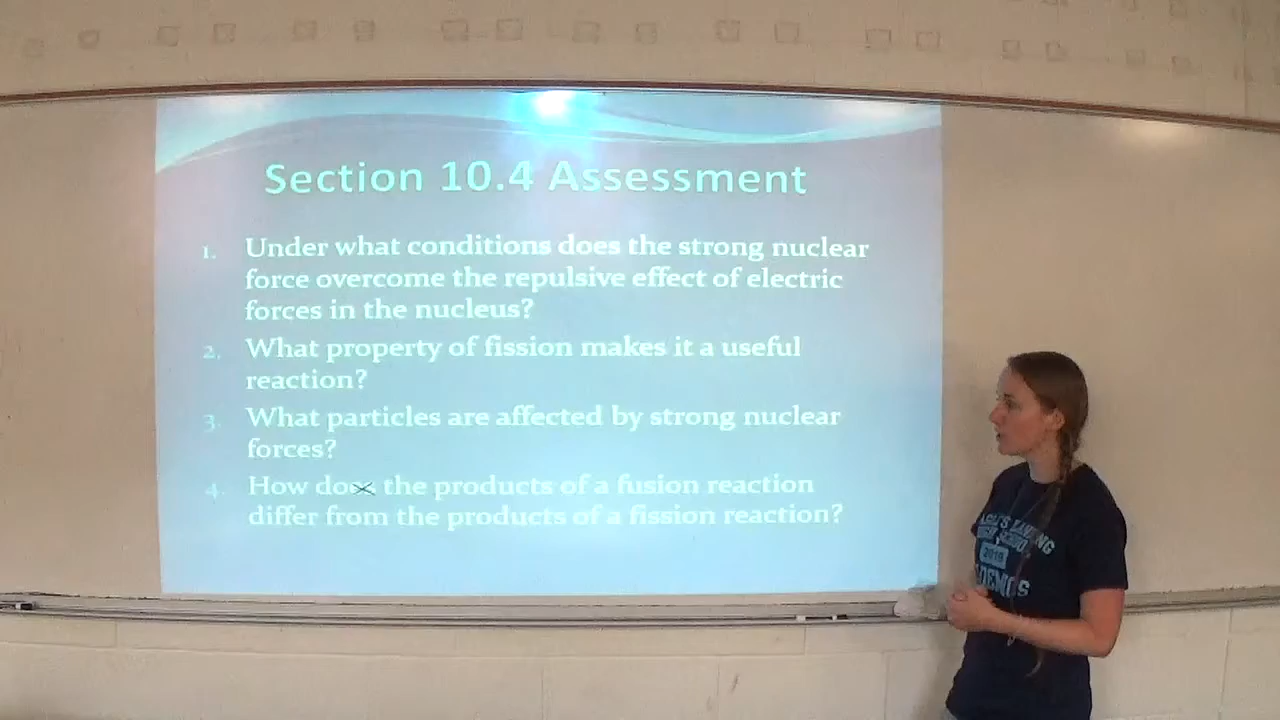 Section 10.4 Assessment
1. Under what conditions does the strong nuclear
force overcome the repulsive effect of electric
forces in the nucleus?
2. What property of fission makes it a useful
reaction?
3. What particles are affected by strong nuclear
forces?
4. How do the products of a fusion reaction
differ from the products of a fission reaction?
2019